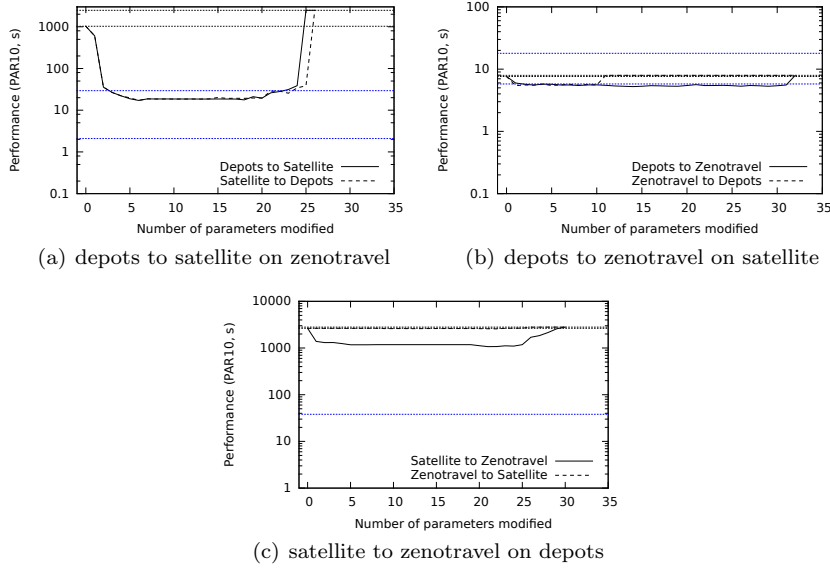 Performance (PAR10, s)
1000
100
10
1
0.1
Depots to Satellite
Satellite to Depots
0 5 10 15 20 25 30 35
Number of parameters modified
(a) depots to satellite on zenotravel
Performance (PAR10, s)
100
10
1
0.1
Depots to Zenotravel
Zenotravel to Depots
0 5 10 15 20 25 30 35
Number of parameters modified
(b) depots to zenotravel on satellite
Performance (PAR10, s)
10000
1000
100
10
1
Satellite to Zenotravel
Zenotravel to Satellite
0 5 10 15 20 25 30 35
Number of parameters modified
(c) satellite to zenotravel on depots